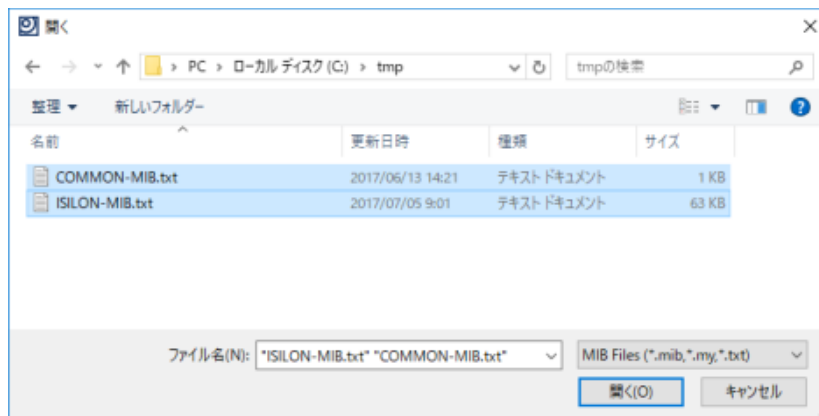 開く
PC > ローカル ディスク (C:) > tmp
tmpの検索
整理 新しいフォルダー
名前 更新日時 種類 サイズ
COMMON-MIB.txt 2017/06/13 14:21 テキスト ドキュメント 1 KB
ISILON-MIB.txt 2017/07/05 9:01 テキスト ドキュメント 63 KB
ファイル名(N): "ISILON-MIB.txt" "COMMON-MIB.txt" MIB Files (*.mib,*.my,*.txt)
開く(O) キャンセル